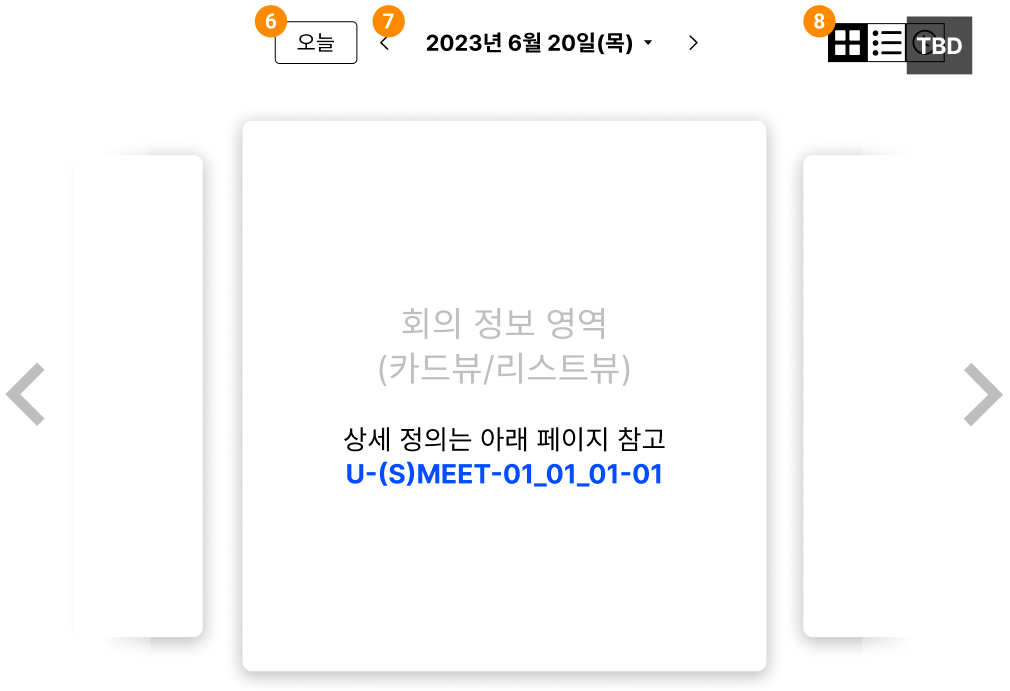 6 오늘 7 2023년 6월 20일(목) 8 TBD
회의 정보 영역
(카드뷰/리스트뷰)
상세 정의는 아래 페이지 참고
U-(S)MEET-01_01_01-01